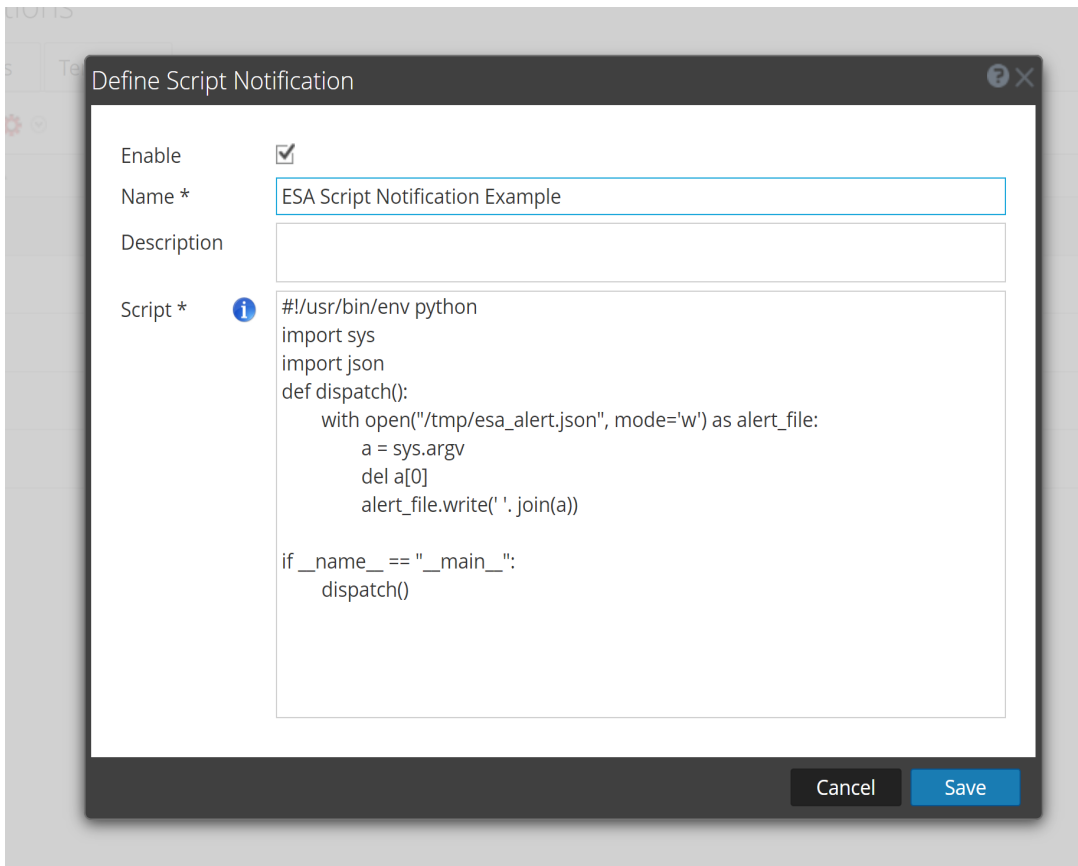 Define Script Notification
Enable
Name *
ESA Script Notification Example
Description
Script *
#!/usr/bin/env python
import sys
import json
def dispatch():
with open("/tmp/esa_alert.json", mode='w') as alert_file:
a = sys.argv
del a[0]
alert_file.write(' '. join(a))
if __name__ == "__main__":
dispatch()
Cancel
Save